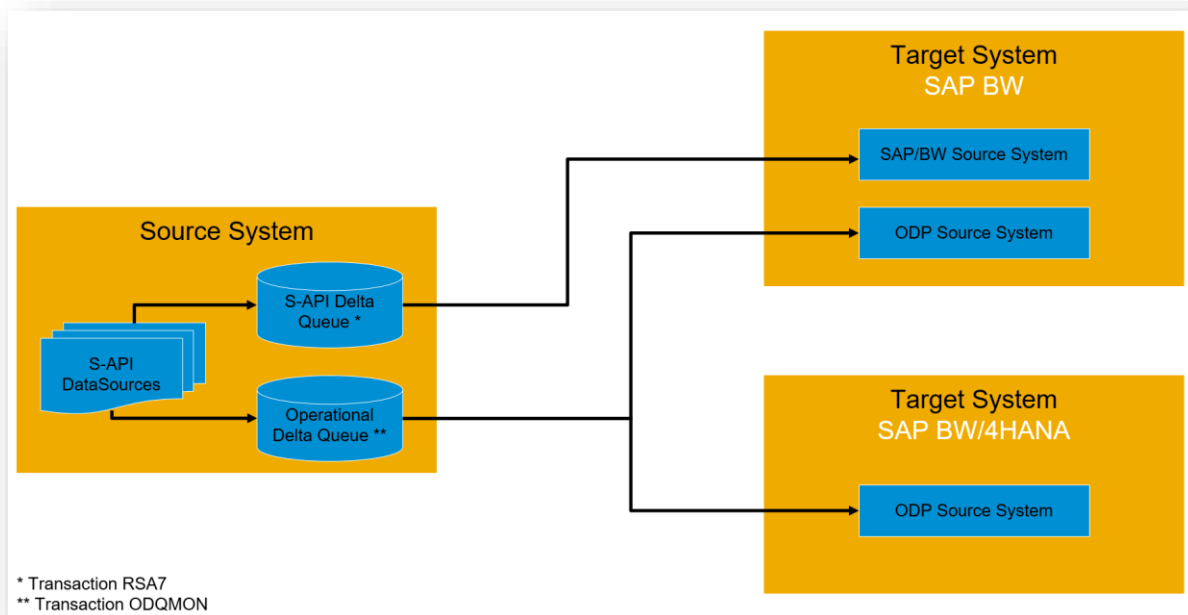 Target System
SAP BW
SAP/BW Source System
ODP Source System
Source System
S-API Delta
Queue *
S-API
DataSources
Operational
Delta Queue **
Target System
SAP BW/4HANA
ODP Source System
* Transaction RSA7
** Transaction ODQMON